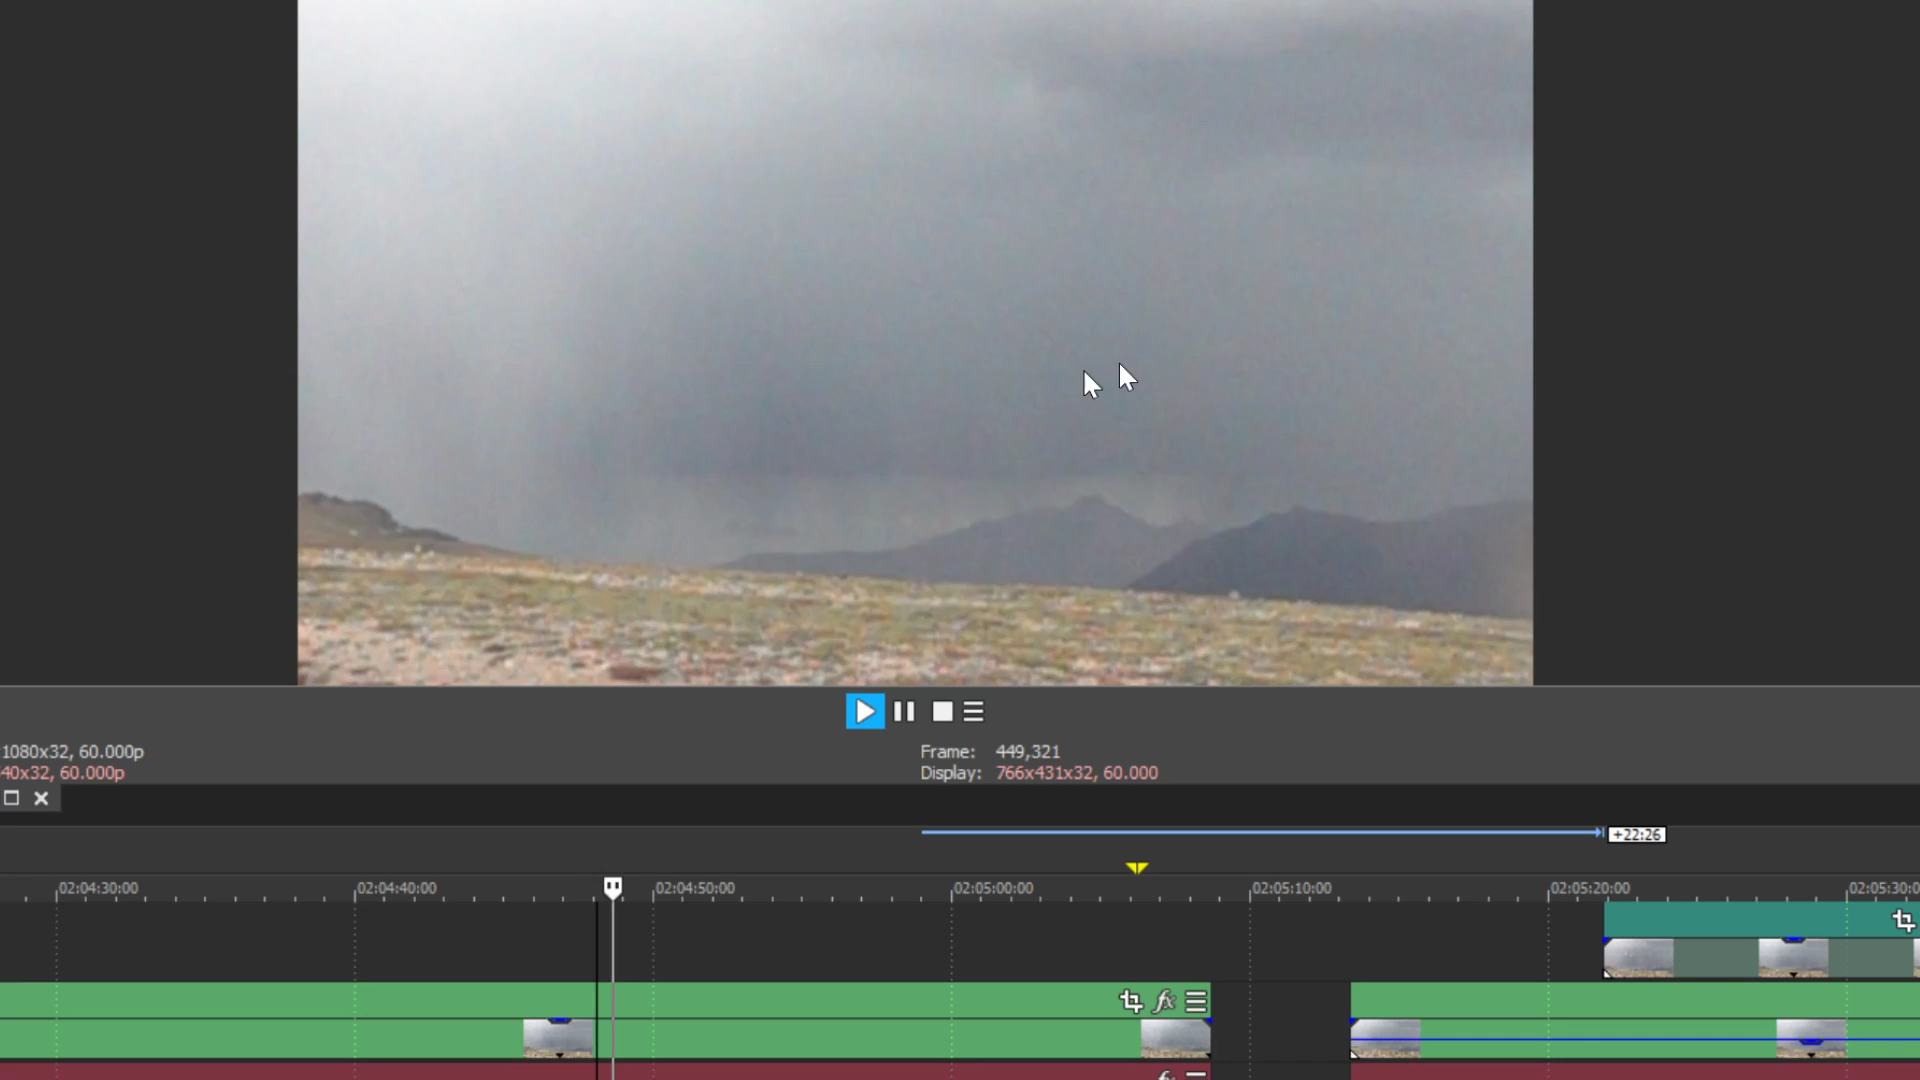 1080x32, 60.000p
40x32, 60.000p
Frame: 449,321
Display: 766x431x32, 60.000
+22:26
02:04:30:00 02:04:40:00 02:04:50:00 02:05:00:00 02:05:10:00 02:05:20:00 02:05:30:0
fx